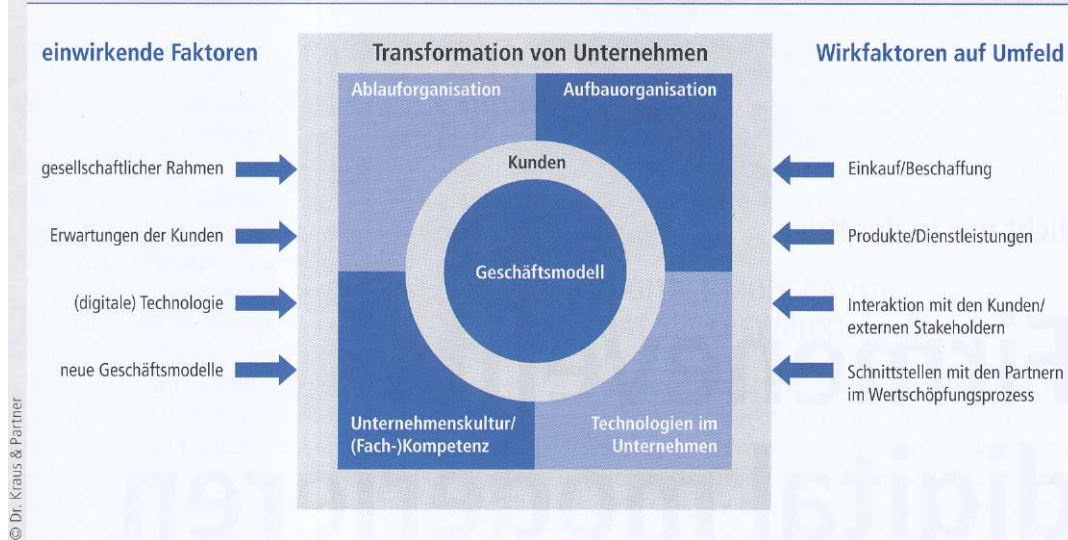 einwirkende Faktoren
gesellschaftlicher Rahmen
Erwartungen der Kunden
(digitale) Technologie
neue Geschäftsmodelle
Transformation von Unternehmen
Ablauforganisation
Aufbauorganisation
Kunden
Geschäftsmodell
Unternehmenskultur/
(Fach-)Kompetenz
Technologien im
Unternehmen
Wirkfaktoren auf Umfeld
Einkauf/Beschaffung
Produkte/Dienstleistungen
Interaktion mit den Kunden/
externen Stakeholdern
Schnittstellen mit den Partnern
im Wertschöpfungsprozess
© Dr. Kraus & Partner